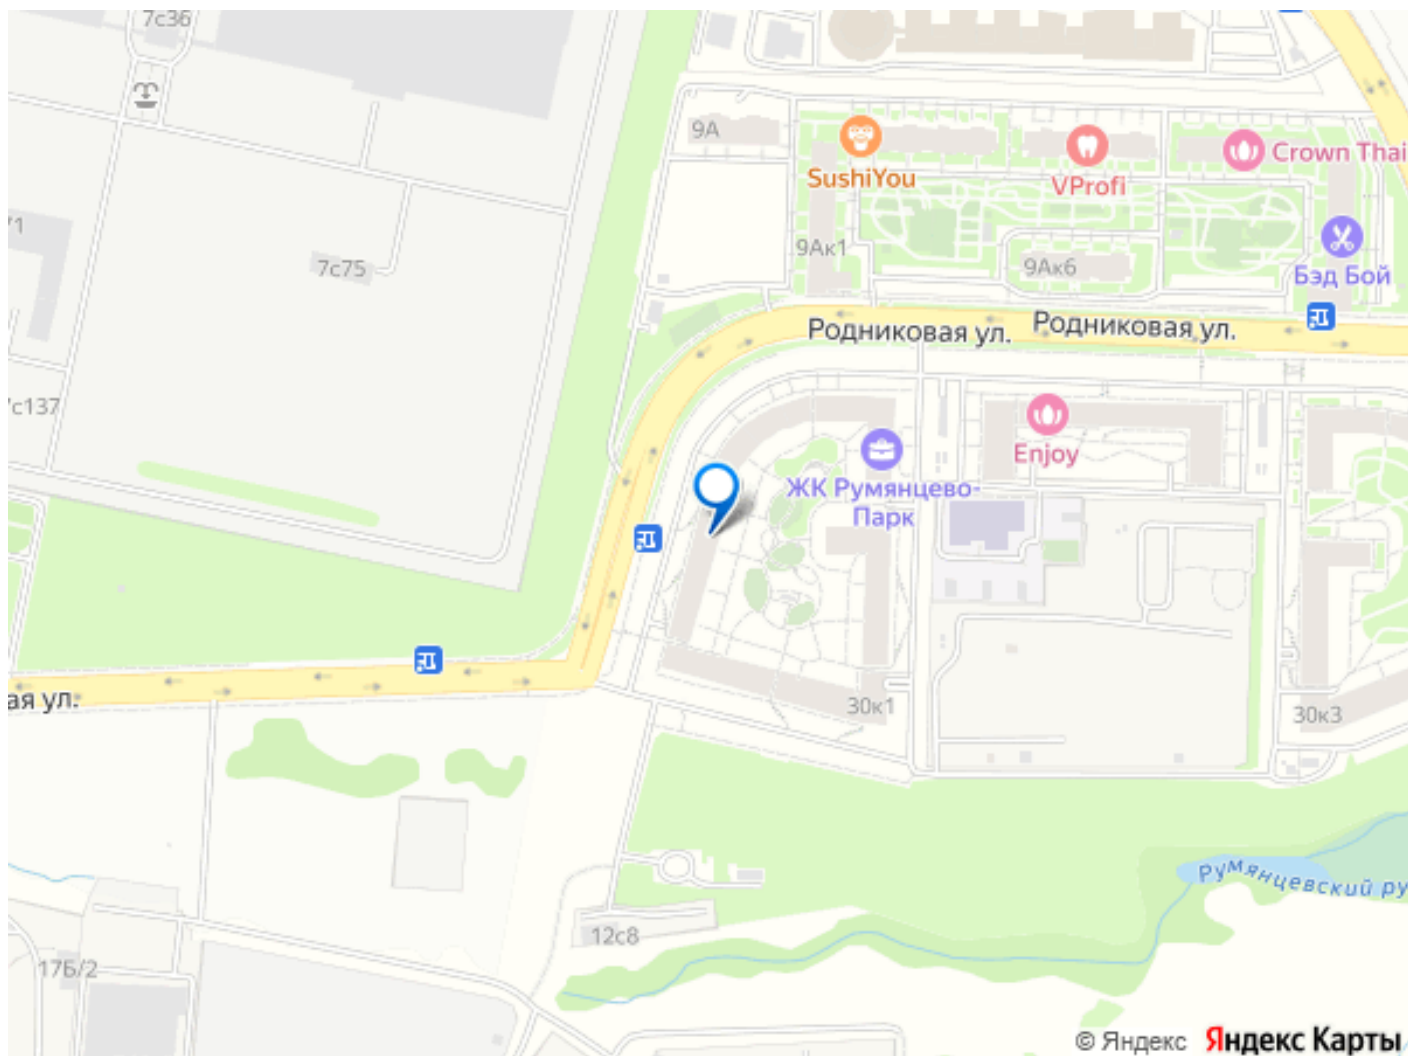 7с36
9А
SushiYou
VProfi
Crown Thai
71
7с75
9Ак1
9Ак6
Бэд Бой
Родниковая ул.
Родниковая ул.
с137
Enjoy
ЖК Румянцево-
Парк
ая ул.
30к1
30к3
Румянцевский ру
12с8
17Б/2
© Яндекс Яндекс Карты